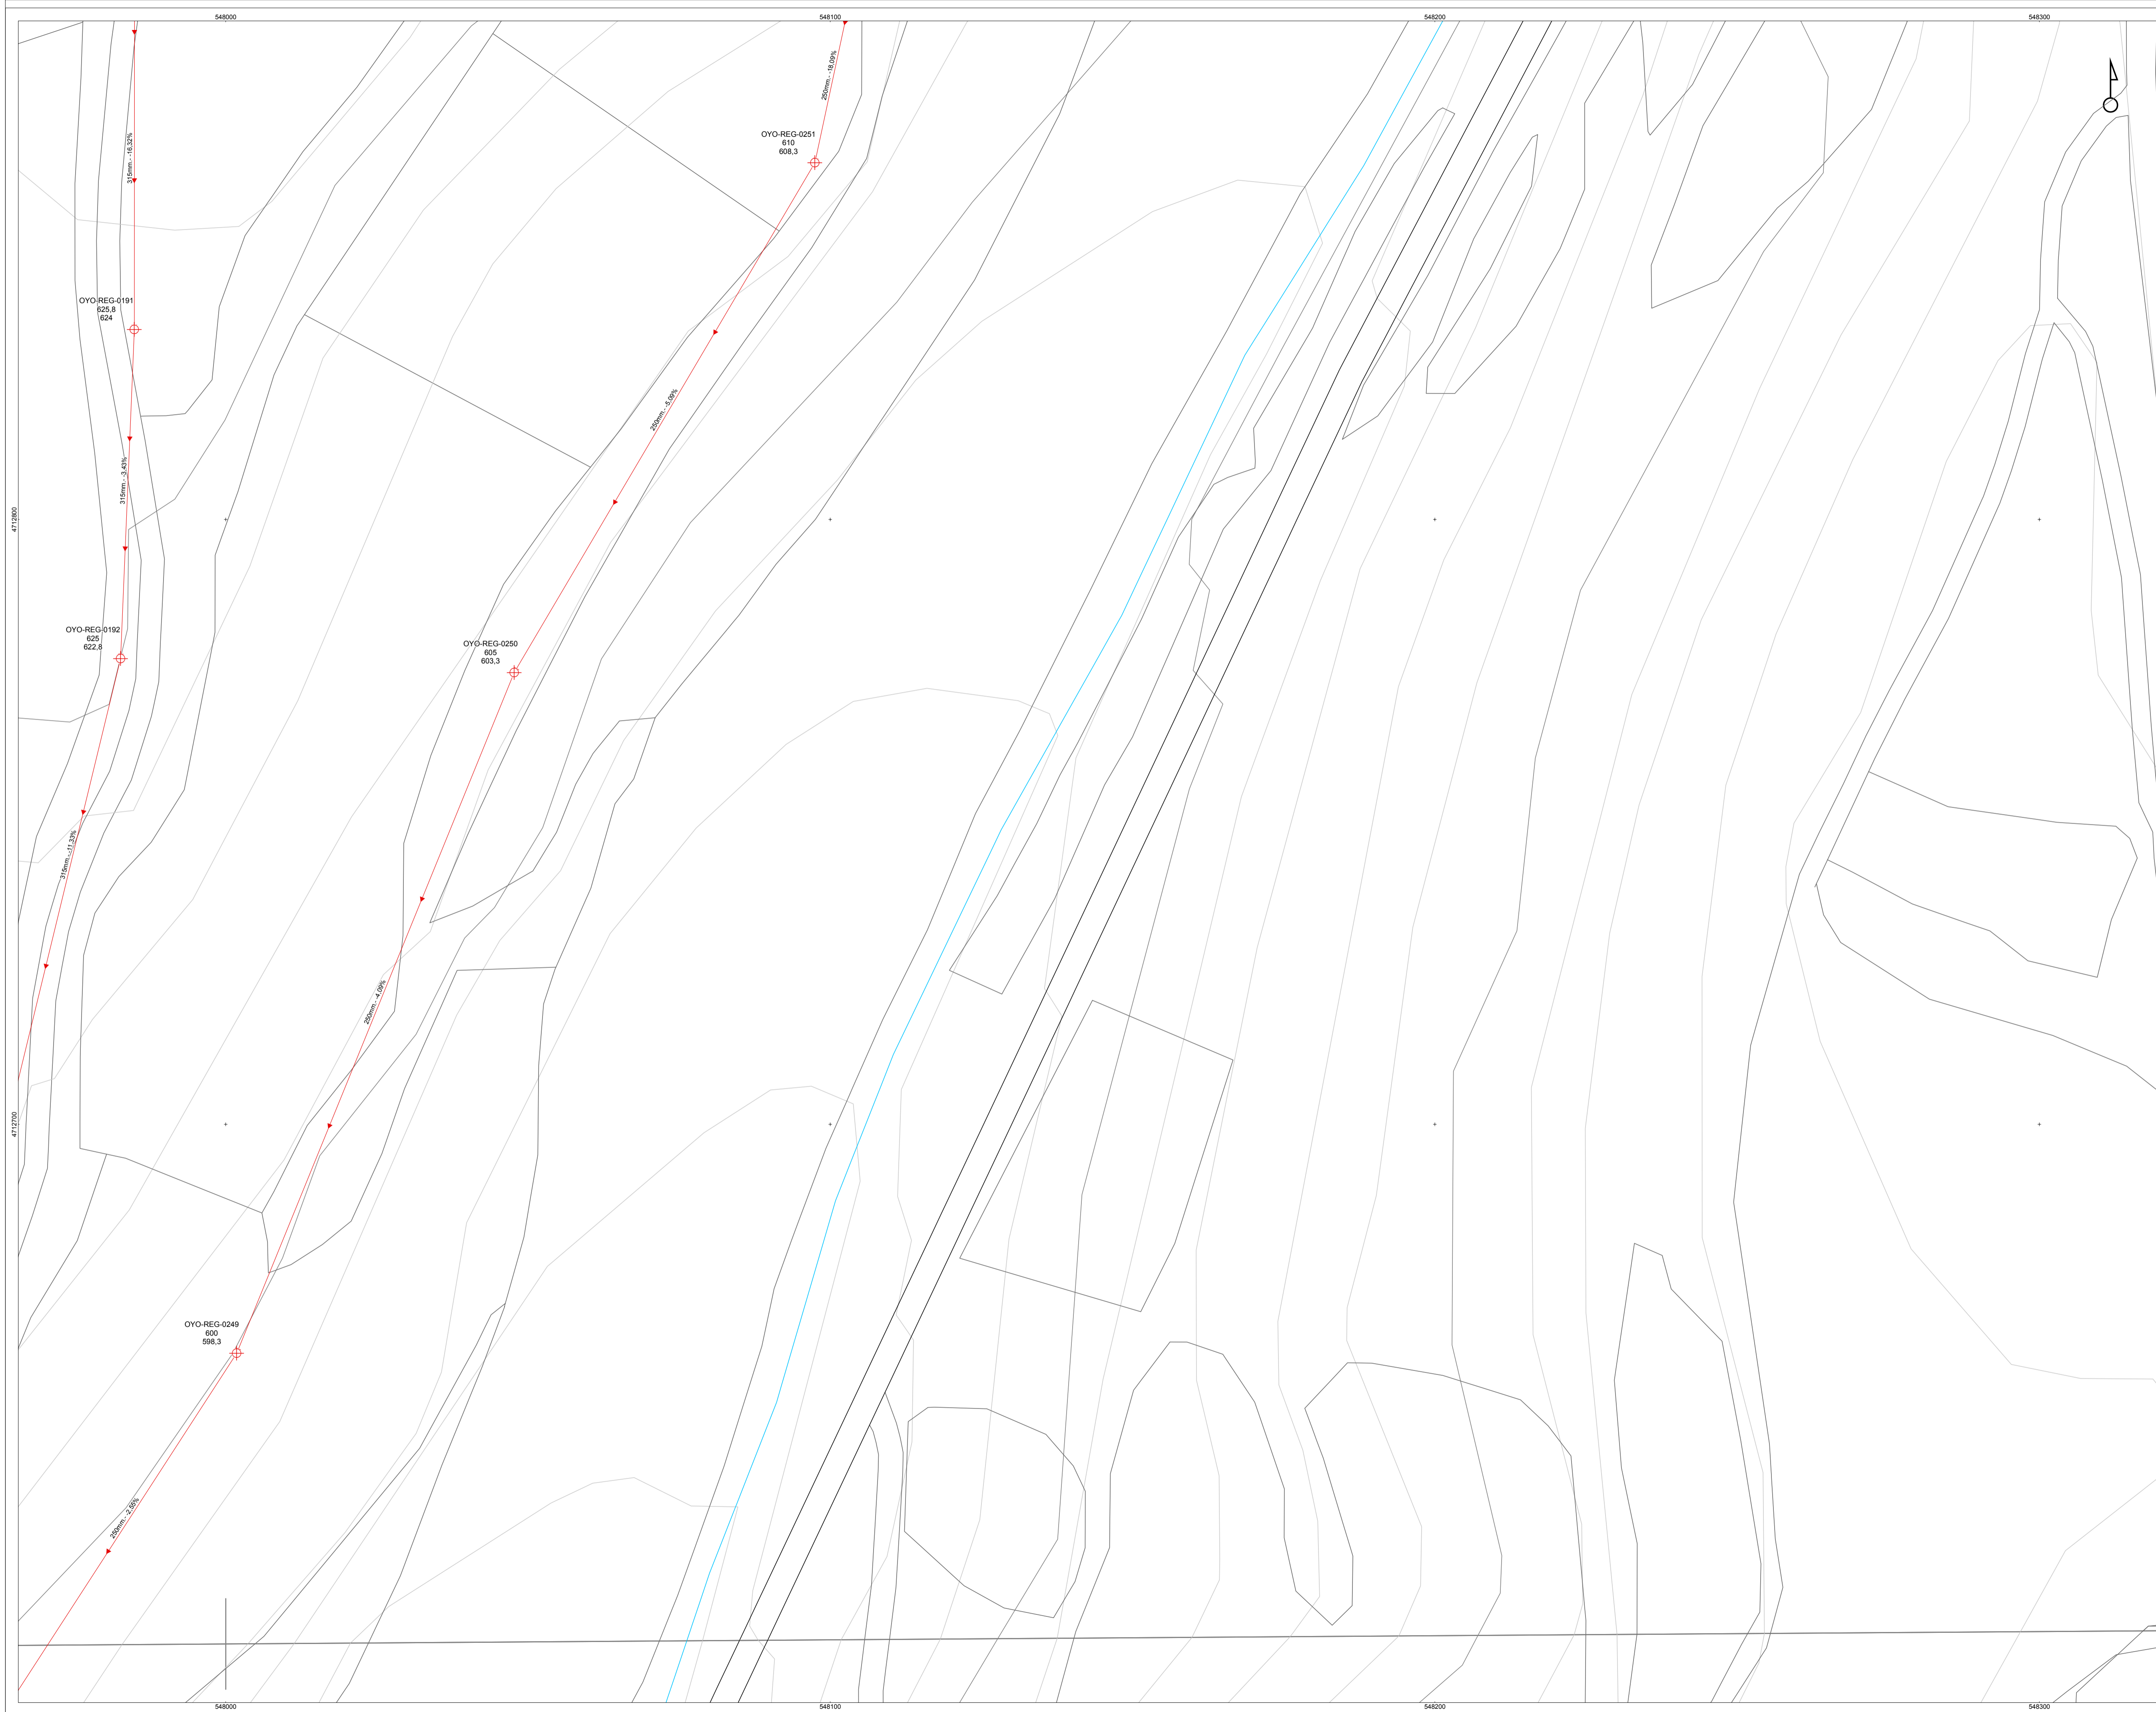 548000
548100
548200
548300
250mm.- -18,09%
315mm.- -16,32%
OYO-REG-0251
610
608,3
OYO-REG-0191
625,8
624
250mm.- -5,09%
315mm.- -3,43%
4712800
OYO-REG-0192
625
622,8
OYO-REG-0250
605
603,3
315mm.- -11,33%
250mm.- -4,09%
4712700
OYO-REG-0249
600
598,3
250mm.- -2,55%
548000
548100
548200
548300